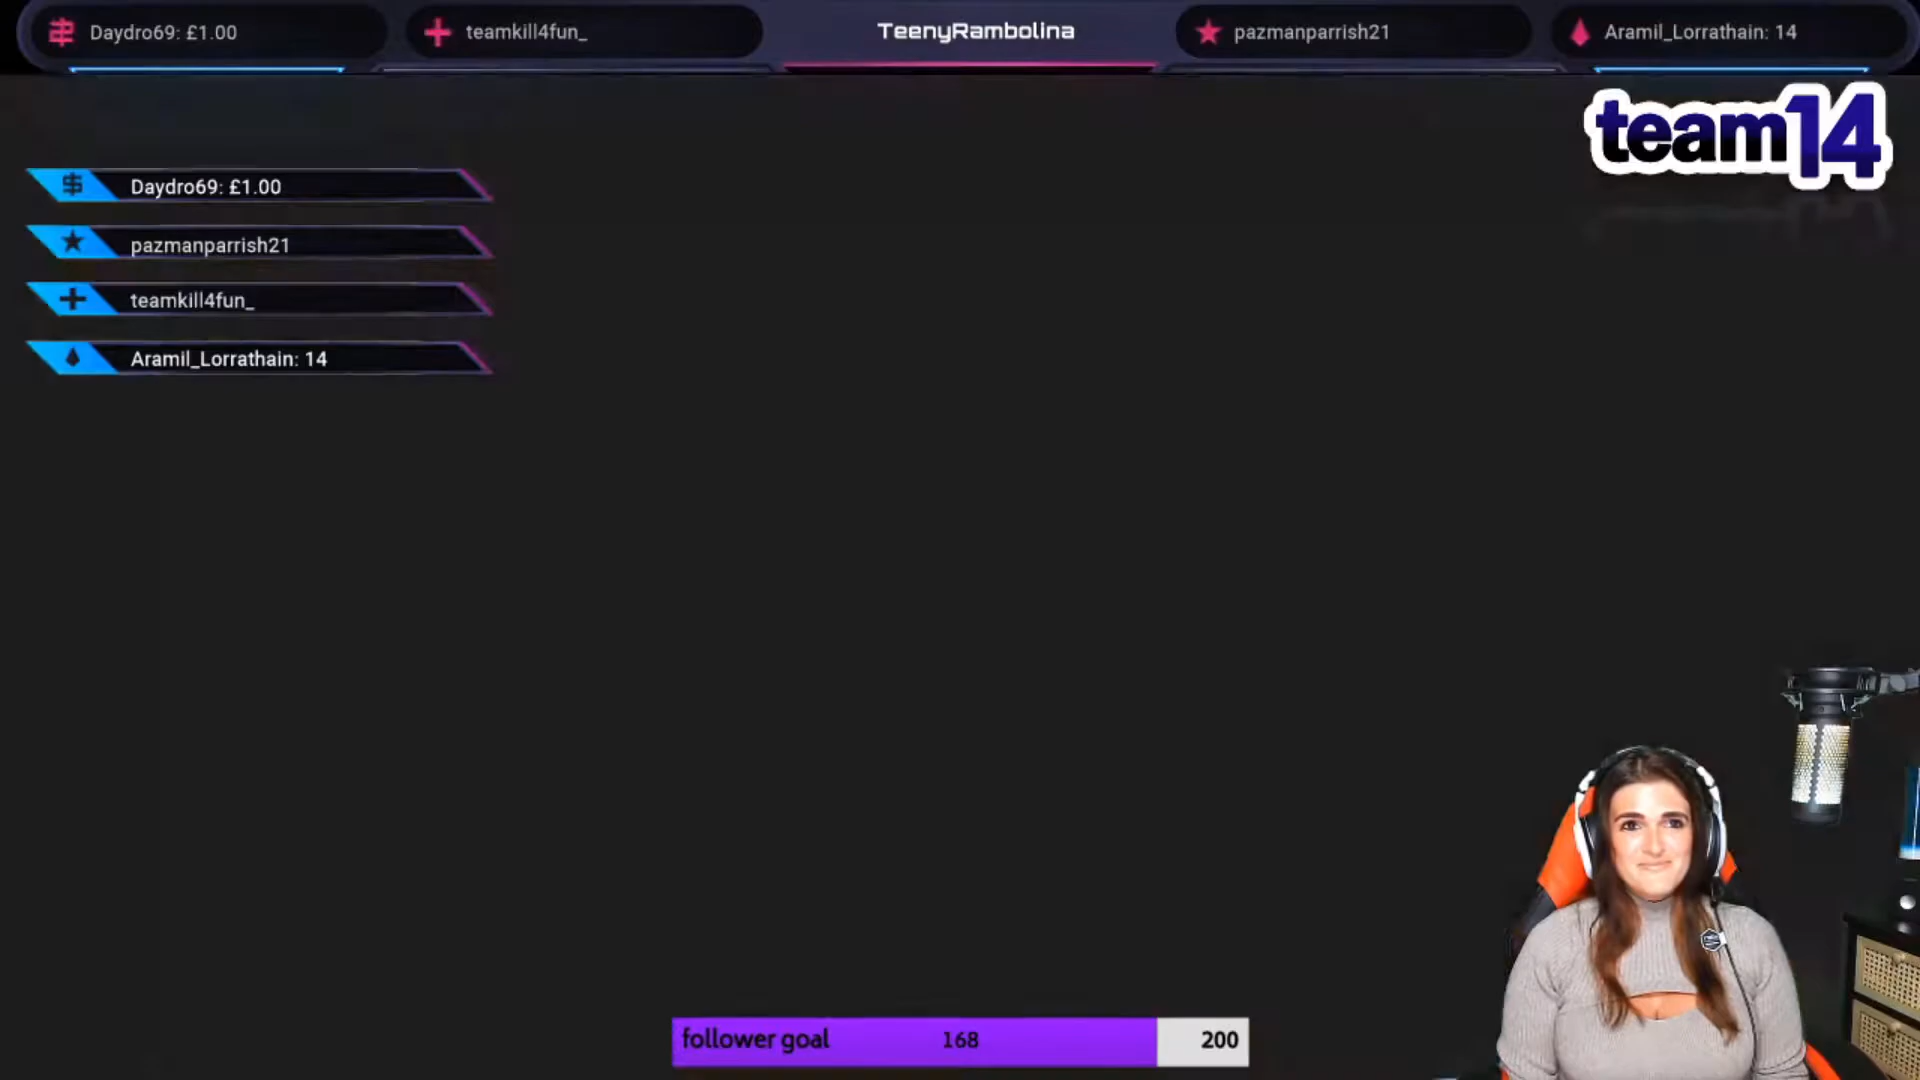 Daydro69: £1.00
teamkill4fun_
TeenyRambolina
pazmanparrish21
Aramil_Lorrathain: 14
team14
Daydro69: £1.00
pazmanparrish21
teamkill4fun_
Aramil_Lorrathain: 14
follower goal 168 200